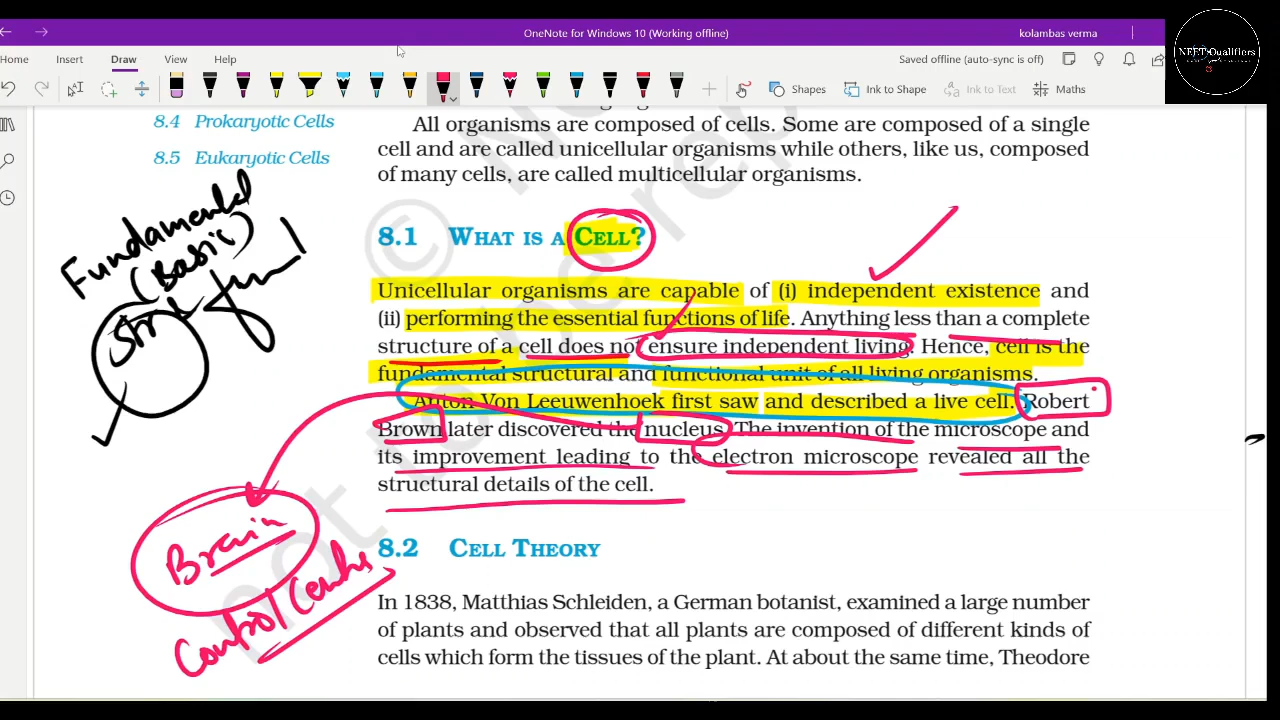 OneNote for Windows 10 (Working offline)
kolambas verma
NEET Qualifiers
Home Insert Draw View Help
Saved offline (auto-sync is off)
Shapes Ink to Shape Ink to Text Maths
8.4 Prokaryotic Cells
8.5 Eukaryotic Cells
All organisms are composed of cells. Some are composed of a single
cell and are called unicellular organisms while others, like us, composed
of many cells, are called multicellular organisms.
Fundamental
(Basic)
8.1 WHAT IS A CELL?
Unicellular organisms are capable of (i) independent existence and
(ii) performing the essential functions of life. Anything less than a complete
structure of a cell does not ensure independent living. Hence, cell is the
fundamental structural and functional unit of all living organisms.
Anton Von Leeuwenhoek first saw and described a live cell. Robert
Brown later discovered the nucleus. The invention of the microscope and
its improvement leading to the electron microscope revealed all the
structural details of the cell.
Brain
Control
8.2 CELL THEORY
In 1838, Matthias Schleiden, a German botanist, examined a large number
of plants and observed that all plants are composed of different kinds of
cells which form the tissues of the plant. At about the same time, Theodore